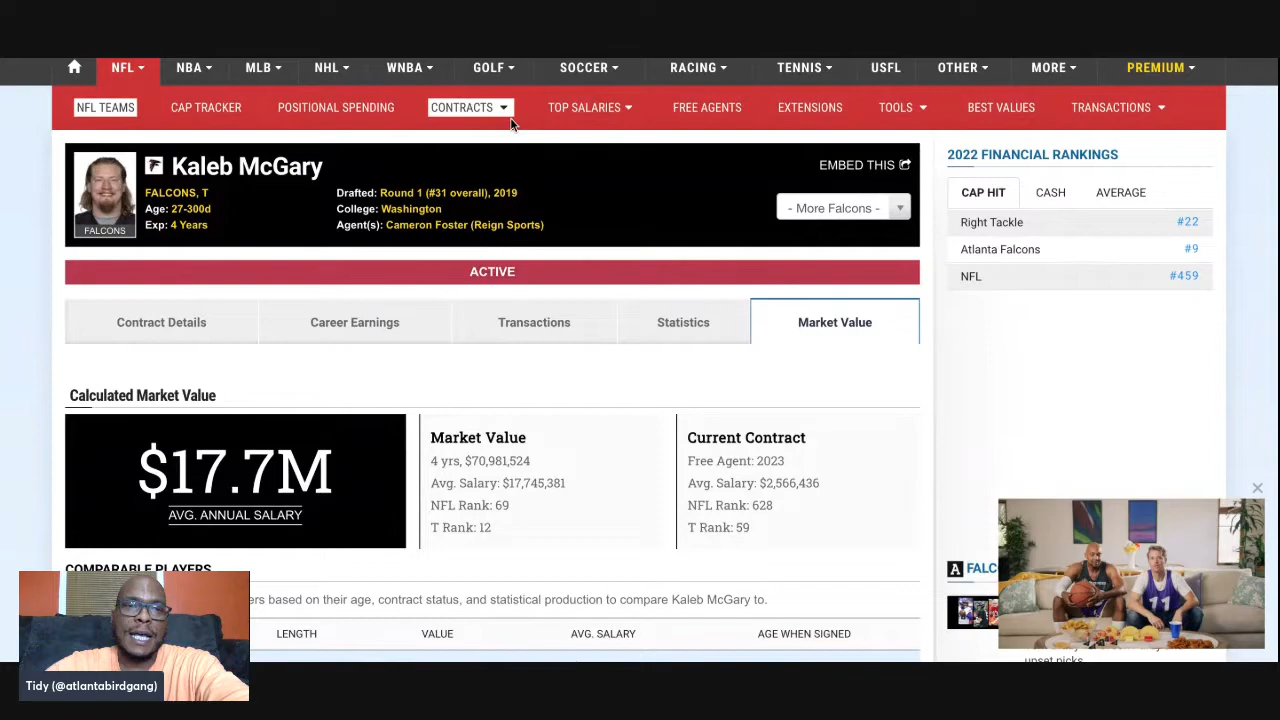 NFL NBA MLB NHL WNBA GOLF SOCCER RACING TENNIS USFL OTHER MORE PREMIUM
NFL TEAMS CAP TRACKER POSITIONAL SPENDING CONTRACTS TOP SALARIES FREE AGENTS EXTENSIONS TOOLS BEST VALUES TRANSACTIONS
Kaleb McGary
EMBED THIS
FALCONS, T
Age: 27-300d
Exp: 4 Years
Drafted: Round 1 (#31 overall), 2019
College: Washington
Agent(s): Cameron Foster (Reign Sports)
- More Falcons -
FALCONS
ACTIVE
Contract Details Career Earnings Transactions Statistics Market Value
Calculated Market Value
$17.7M
AVG. ANNUAL SALARY
Market Value
4 yrs, $70,981,524
Avg. Salary: $17,745,381
NFL Rank: 69
T Rank: 12
Current Contract
Free Agent: 2023
Avg. Salary: $2,566,436
NFL Rank: 628
T Rank: 59
COMPARABLE PLAYERS
ers based on their age, contract status, and statistical production to compare Kaleb McGary to.
LENGTH VALUE AVG. SALARY AGE WHEN SIGNED
2022 FINANCIAL RANKINGS
CAP HIT CASH AVERAGE
Right Tackle #22
Atlanta Falcons #9
NFL #459
A FALC
11
upset picks
Tidy (@atlantabirdgang)